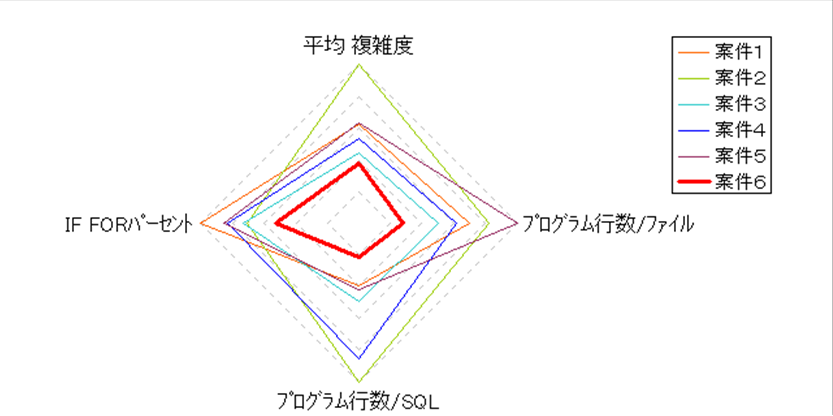 平均 複雑度
案件1
案件2
案件3
案件4
案件5
案件6
IF FORﾊﾟｰｾﾝﾄ
ﾌﾟﾛｸﾞﾗﾑ行数/ﾌｧｲﾙ
ﾌﾟﾛｸﾞﾗﾑ行数/SQL